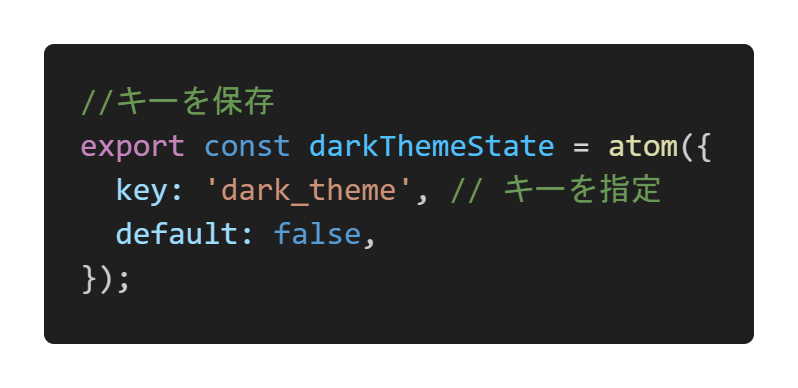 //キーを保存
export const darkThemeState = atom({
  key: 'dark_theme', // キーを指定
  default: false,
});